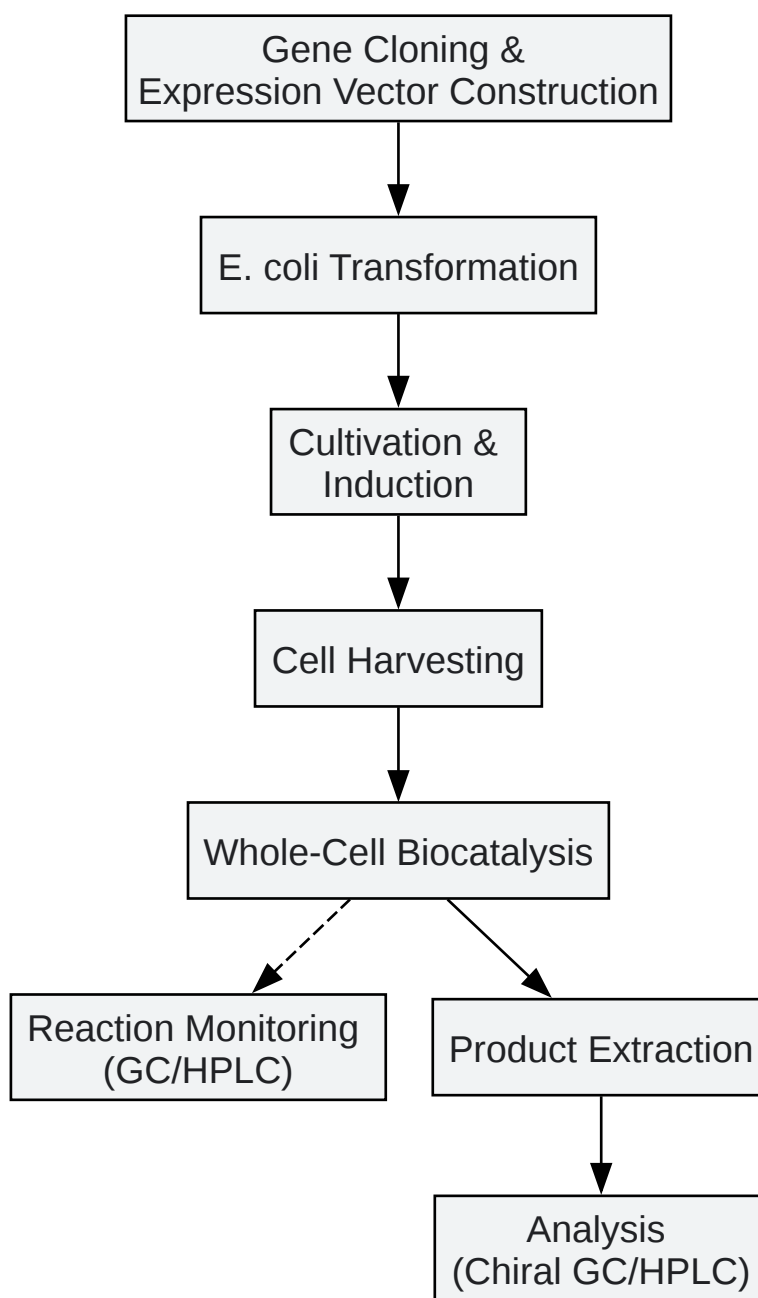 Gene Cloning &
Expression Vector Construction
E. coli Transformation
Cultivation &
Induction
Cell Harvesting
Whole-Cell Biocatalysis
Reaction Monitoring
(GC/HPLC)
Product Extraction
Analysis
(Chiral GC/HPLC)